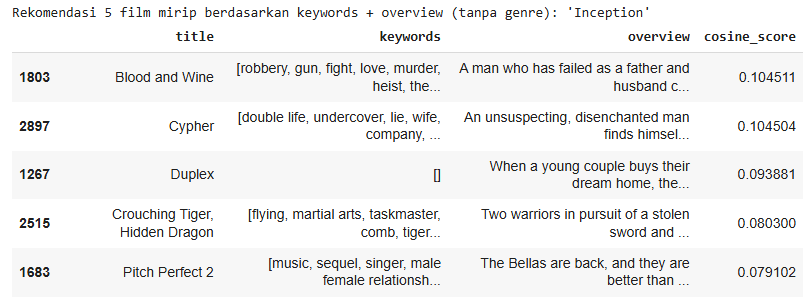 Rekomendasi 5 film mirip berdasarkan keywords + overview (tanpa genre): 'Inception'
title keywords overview cosine_score
1803 Blood and Wine [robbery, gun, fight, love, murder, heist, the... A man who has failed as a father and husband c... 0.104511
2897 Cypher [double life, undercover, lie, wife, company, ... An unsuspecting, disenchanted man finds himsel... 0.104504
1267 Duplex [] When a young couple buys their dream home, the... 0.093881
2515 Crouching Tiger, Hidden Dragon [flying, martial arts, taskmaster, comb, tiger... Two warriors in pursuit of a stolen sword and ... 0.080300
1683 Pitch Perfect 2 [music, sequel, singer, male female relationsh... The Bellas are back, and they are better than ... 0.079102